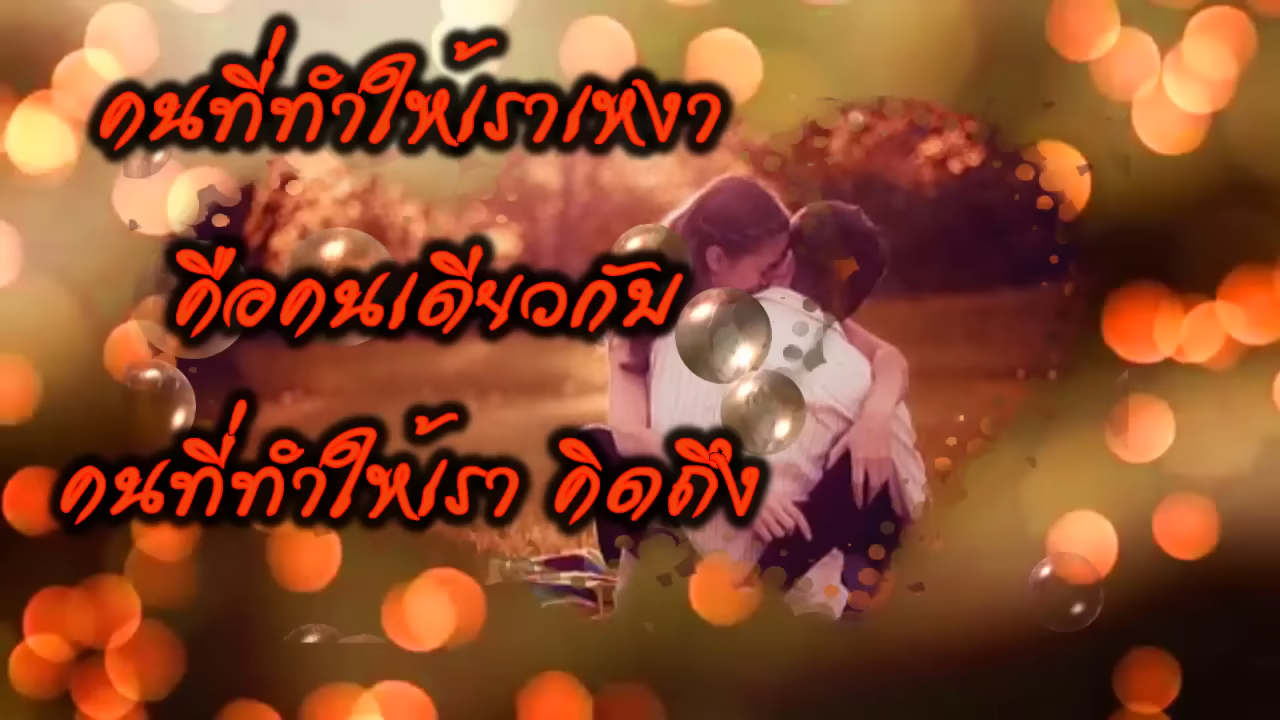 คนที่ทำให้เราเหงา
คือคนเดียวกับ
คนที่ทำให้เรา คิดถึง